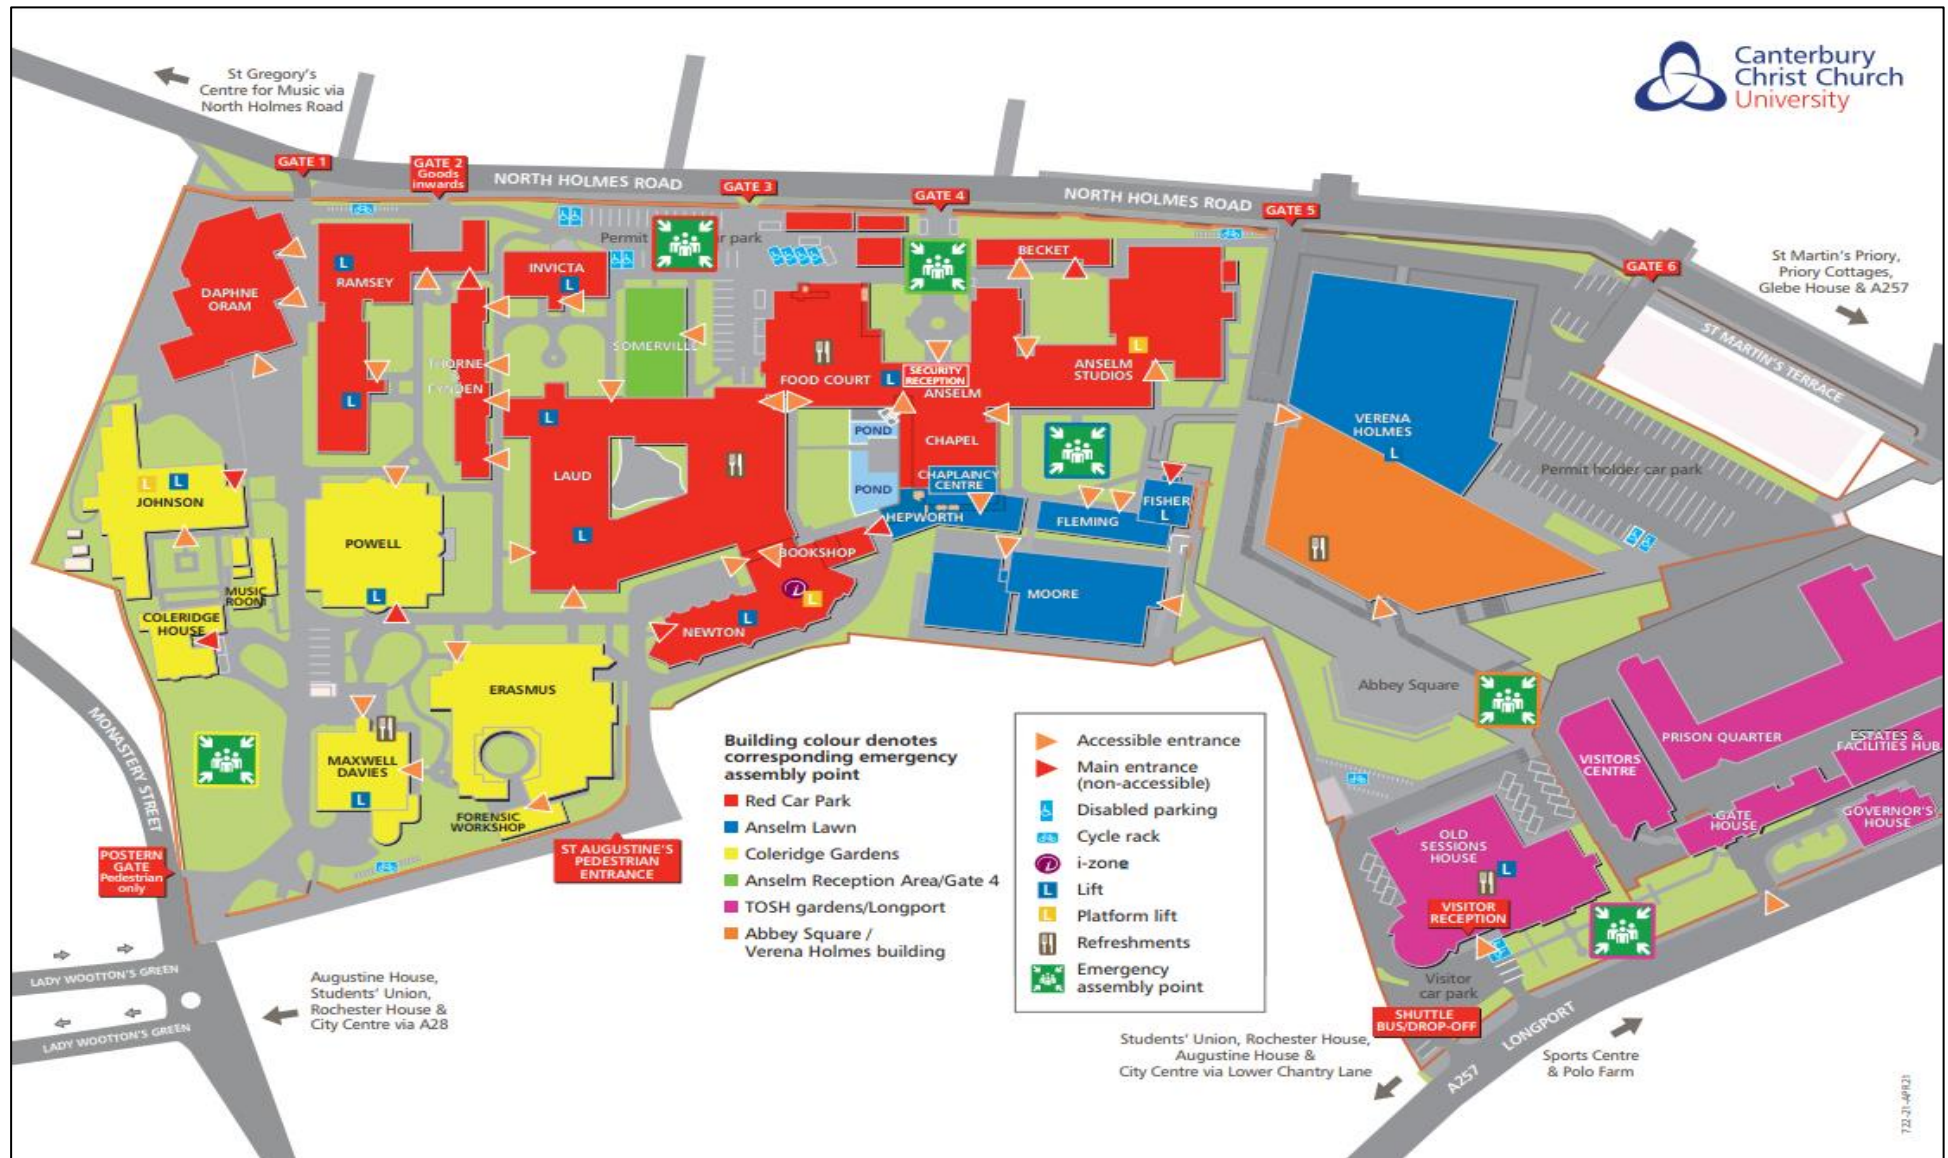 Canterbury
Christ Church
University
St Gregory's
Centre for Music via
North Holmes Road
GATE 1
GATE 2
Goods
inwards
NORTH HOLMES ROAD
GATE 3
GATE 4
NORTH HOLMES ROAD
GATE 5
GATE 6
St Martin's Priory,
Priory Cottages,
Glebe House & A257
ST MARTIN'S TERRACE
Permit
car park
DAPHNE
ORAM
RAMSEY
L
INVICTA
L
BECKET
SOMERVILLE
THORNE
FYNDEN
L
FOOD COURT
L
SECURITY
RECEPTION
ANSELM
L
ANSELM
STUDIOS
L
LAUD
L
POND
POND
CHAPEL
CHAPLAINCY
CENTRE
HEPWORTH
FLEMING
FISHER
L
VERENA
HOLMES
L
Permit holder car park
L
L
JOHNSON
POWELL
L
MUSIC
ROOM
COLERIDGE
HOUSE
BOOKSHOP
i
L
L
NEWTON
MOORE
ERASMUS
MAXWELL
DAVIES
L
FORENSIC
WORKSHOP
MONASTERY STREET
POSTERN
GATE
Pedestrian
only
ST AUGUSTINE'S
PEDESTRIAN
ENTRANCE
Abbey Square
PRISON QUARTER
VISITORS
CENTRE
ESTATES &
FACILITIES HUB
GATE
HOUSE
GOVERNOR'S
HOUSE
OLD
SESSIONS
HOUSE
L
VISITOR
RECEPTION
Visitor
car park
SHUTTLE
BUS/DROP-OFF
LONGPORT
A257
Sports Centre
& Polo Farm
Students' Union, Rochester House,
Augustine House &
City Centre via Lower Chantry Lane
LADY WOOTTON'S GREEN
LADY WOOTTON'S GREEN
Augustine House,
Students' Union,
Rochester House &
City Centre via A28
Building colour denotes
corresponding emergency
assembly point
Red Car Park
Anselm Lawn
Coleridge Gardens
Anselm Reception Area/Gate 4
TOSH gardens/Longport
Abbey Square /
Verena Holmes building
Accessible entrance
Main entrance
(non-accessible)
Disabled parking
Cycle rack
i i-zone
L Lift
L Platform lift
Refreshments
Emergency
assembly point
722-21-APR21